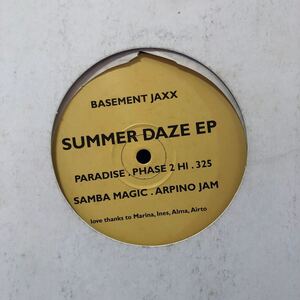 BASEMENT JAXX
SUMMER DAZE EP
PARADISE . PHASE 2 HI . 325
SAMBA MAGIC . ARPINO JAM
love thanks to Marina, Ines, Alma, Airto